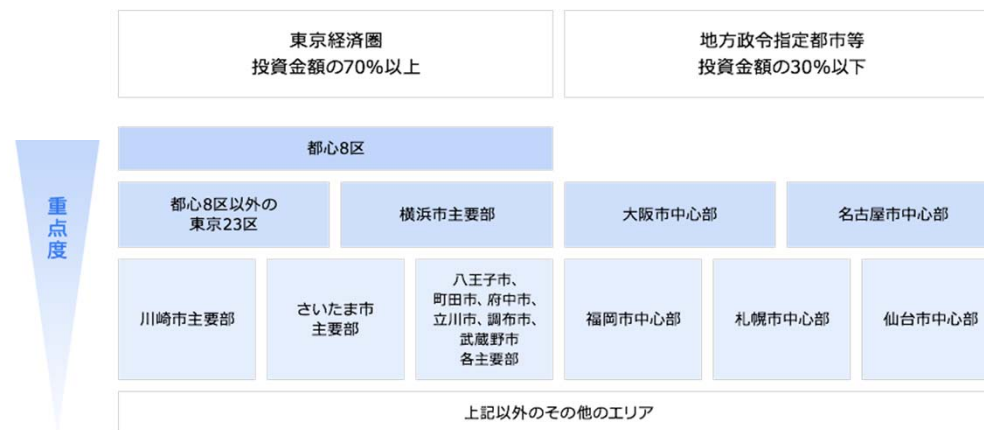 東京経済圏
投資金額の70%以上
地方政令指定都市等
投資金額の30%以下
重点度
都心8区
都心8区以外の
東京23区
横浜市主要部
大阪市中心部
名古屋市中心部
川崎市主要部
さいたま市
主要部
八王子市、
町田市、府中市、
立川市、調布市、
武蔵野市
各主要部
福岡市中心部
札幌市中心部
仙台市中心部
上記以外のその他のエリア